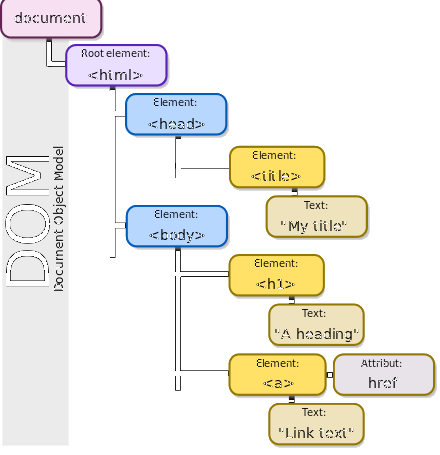 document
Root element:
<html>
Element:
<head>
Element:
<title>
Text:
"My title"
Element:
<body>
Element:
<h1>
Text:
"A heading"
Element:
<a>
Attribut:
href
Text:
"Link text"
DOM
Document Object Model